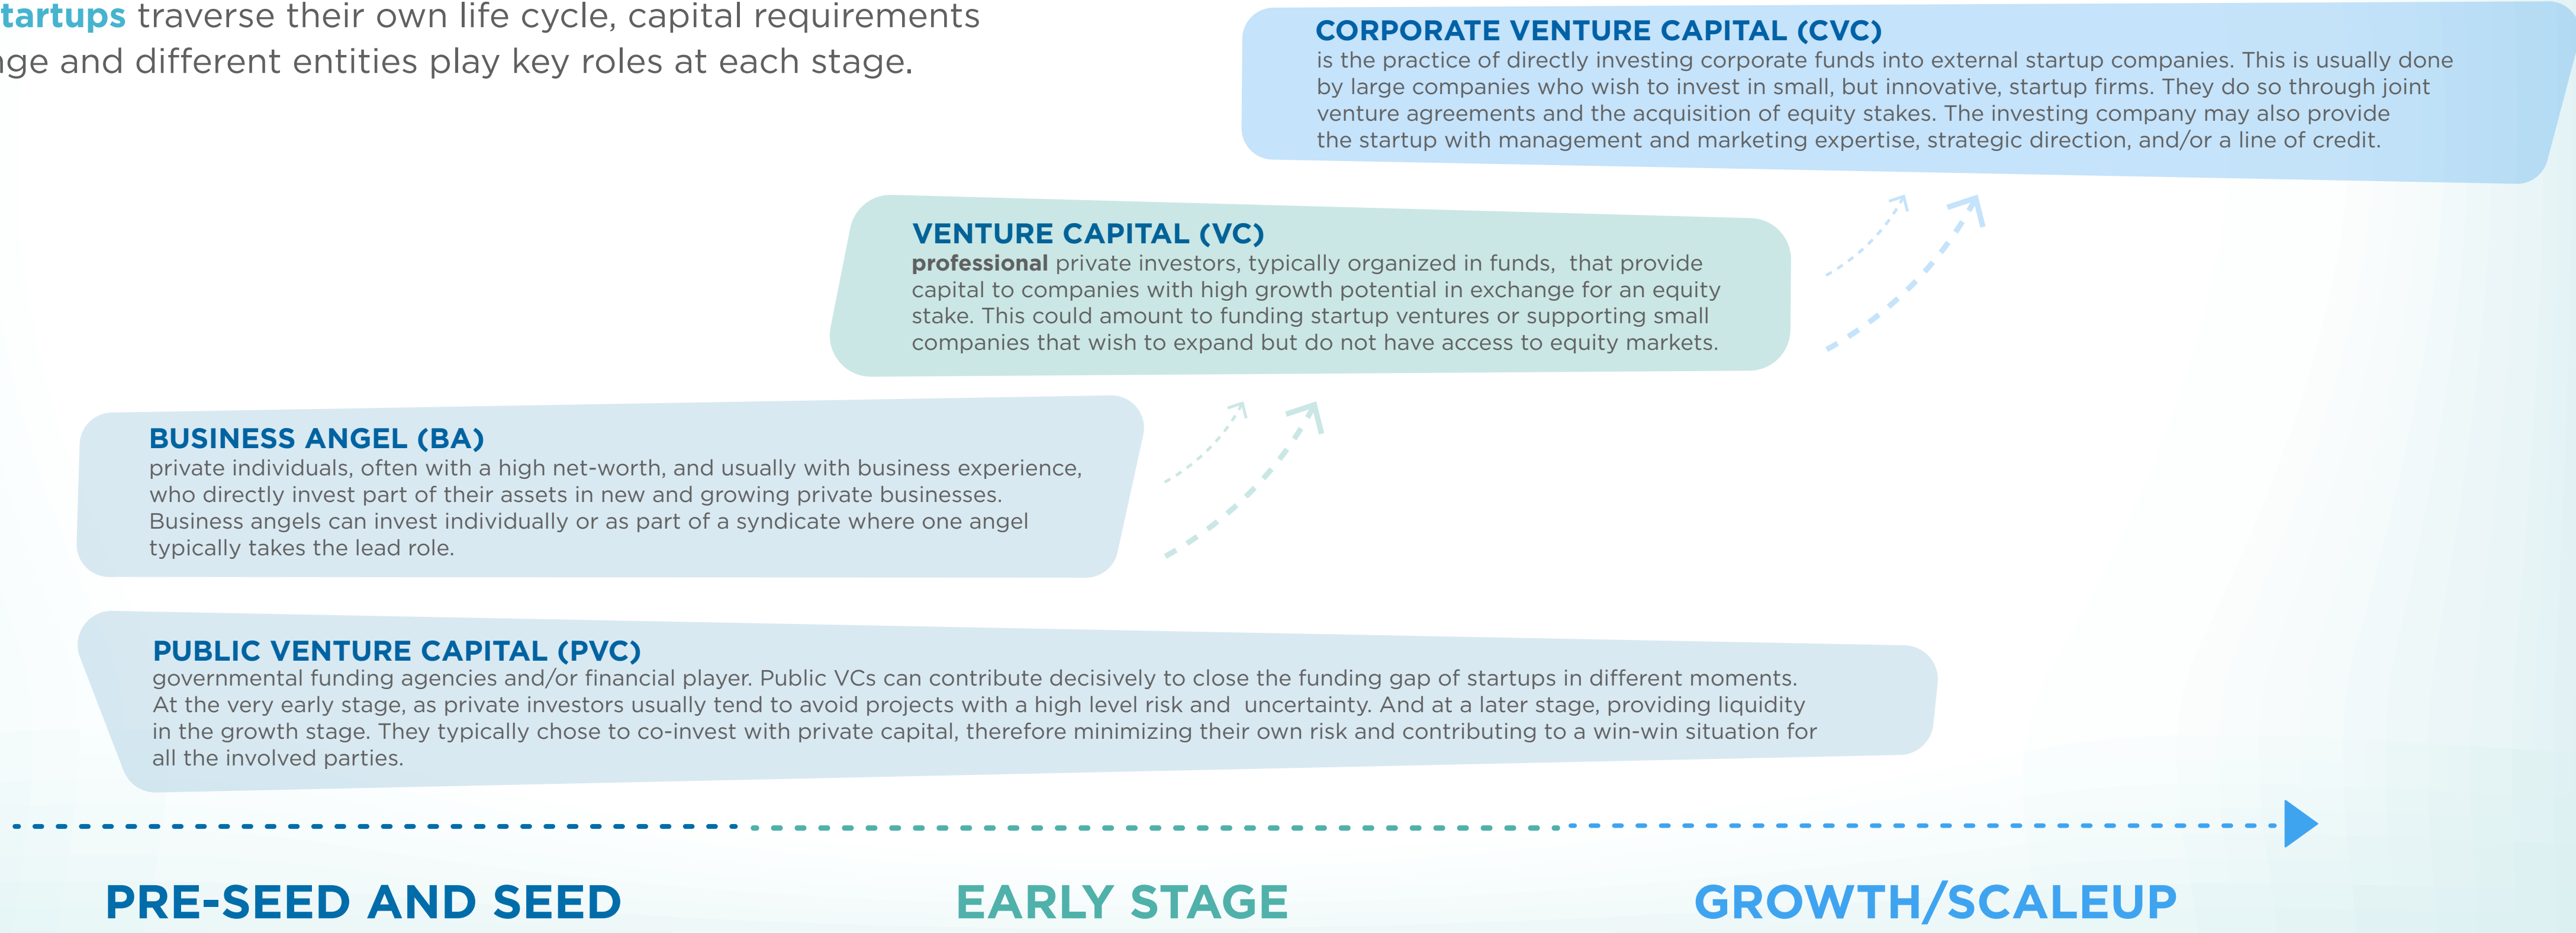 tartups traverse their own life cycle, capital requirements
ge and different entities play key roles at each stage.
CORPORATE VENTURE CAPITAL (CVC)
is the practice of directly investing corporate funds into external startup companies. This is usually done
by large companies who wish to invest in small, but innovative, startup firms. They do so through joint
venture agreements and the acquisition of equity stakes. The investing company may also provide
the startup with management and marketing expertise, strategic direction, and/or a line of credit.
VENTURE CAPITAL (VC)
professional private investors, typically organized in funds,  that provide
capital to companies with high growth potential in exchange for an equity
stake. This could amount to funding startup ventures or supporting small
companies that wish to expand but do not have access to equity markets.
BUSINESS ANGEL (BA)
private individuals, often with a high net-worth, and usually with business experience,
who directly invest part of their assets in new and growing private businesses.
Business angels can invest individually or as part of a syndicate where one angel
typically takes the lead role.
PUBLIC VENTURE CAPITAL (PVC)
governmental funding agencies and/or financial player. Public VCs can contribute decisively to close the funding gap of startups in different moments.
At the very early stage, as private investors usually tend to avoid projects with a high level risk and  uncertainty. And at a later stage, providing liquidity
in the growth stage. They typically chose to co-invest with private capital, therefore minimizing their own risk and contributing to a win-win situation for
all the involved parties.
PRE-SEED AND SEED
EARLY STAGE
GROWTH/SCALEUP